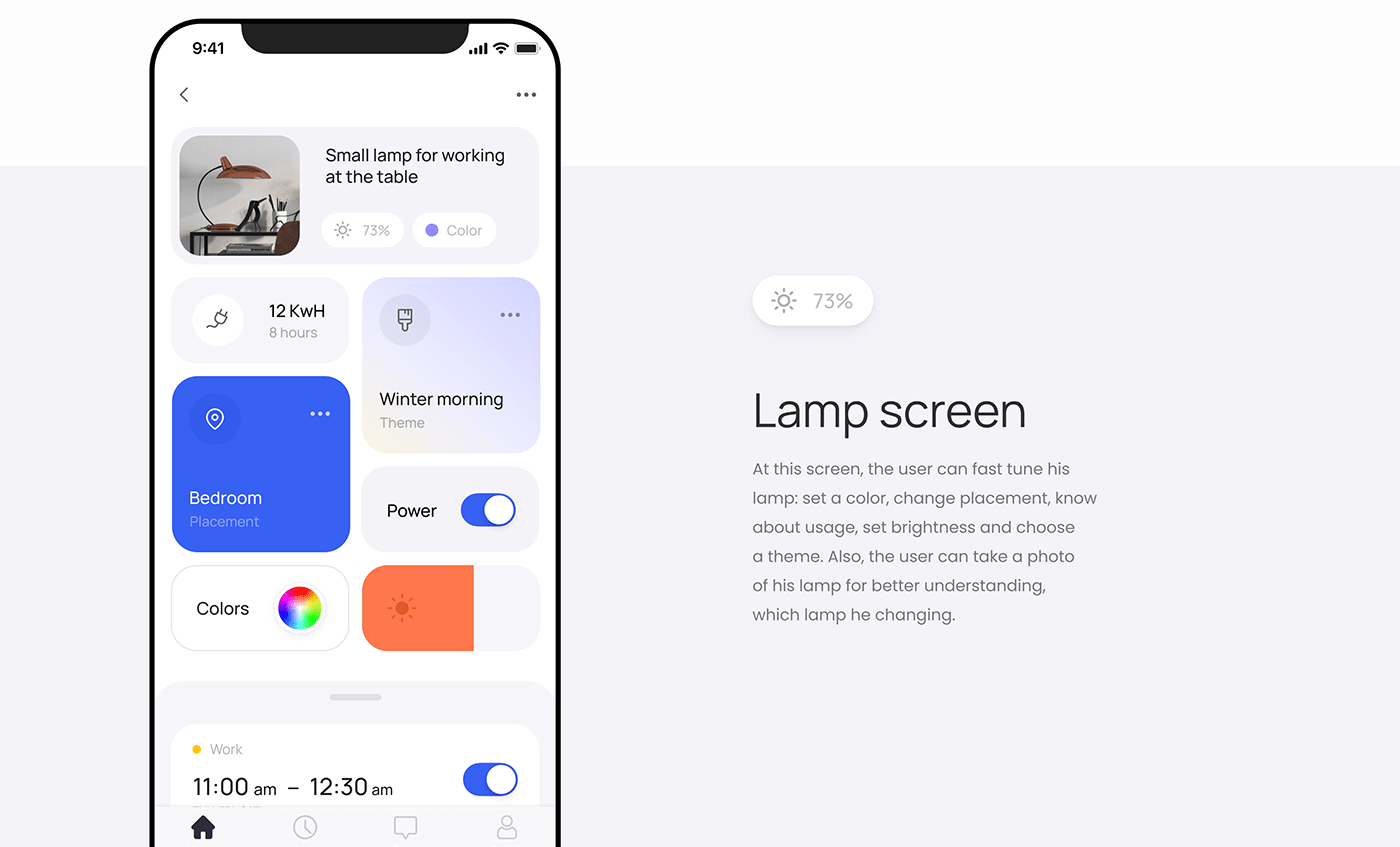 9:41
Small lamp for working
at the table
73%
Color
12 KwH
8 hours
Winter morning
Theme
Bedroom
Placement
Power
Colors
Work
11:00 am – 12:30 am
73%
Lamp screen
At this screen, the user can fast tune his
lamp: set a color, change placement, know
about usage, set brightness and choose
a theme. Also, the user can take a photo
of his lamp for better understanding,
which lamp he changing.